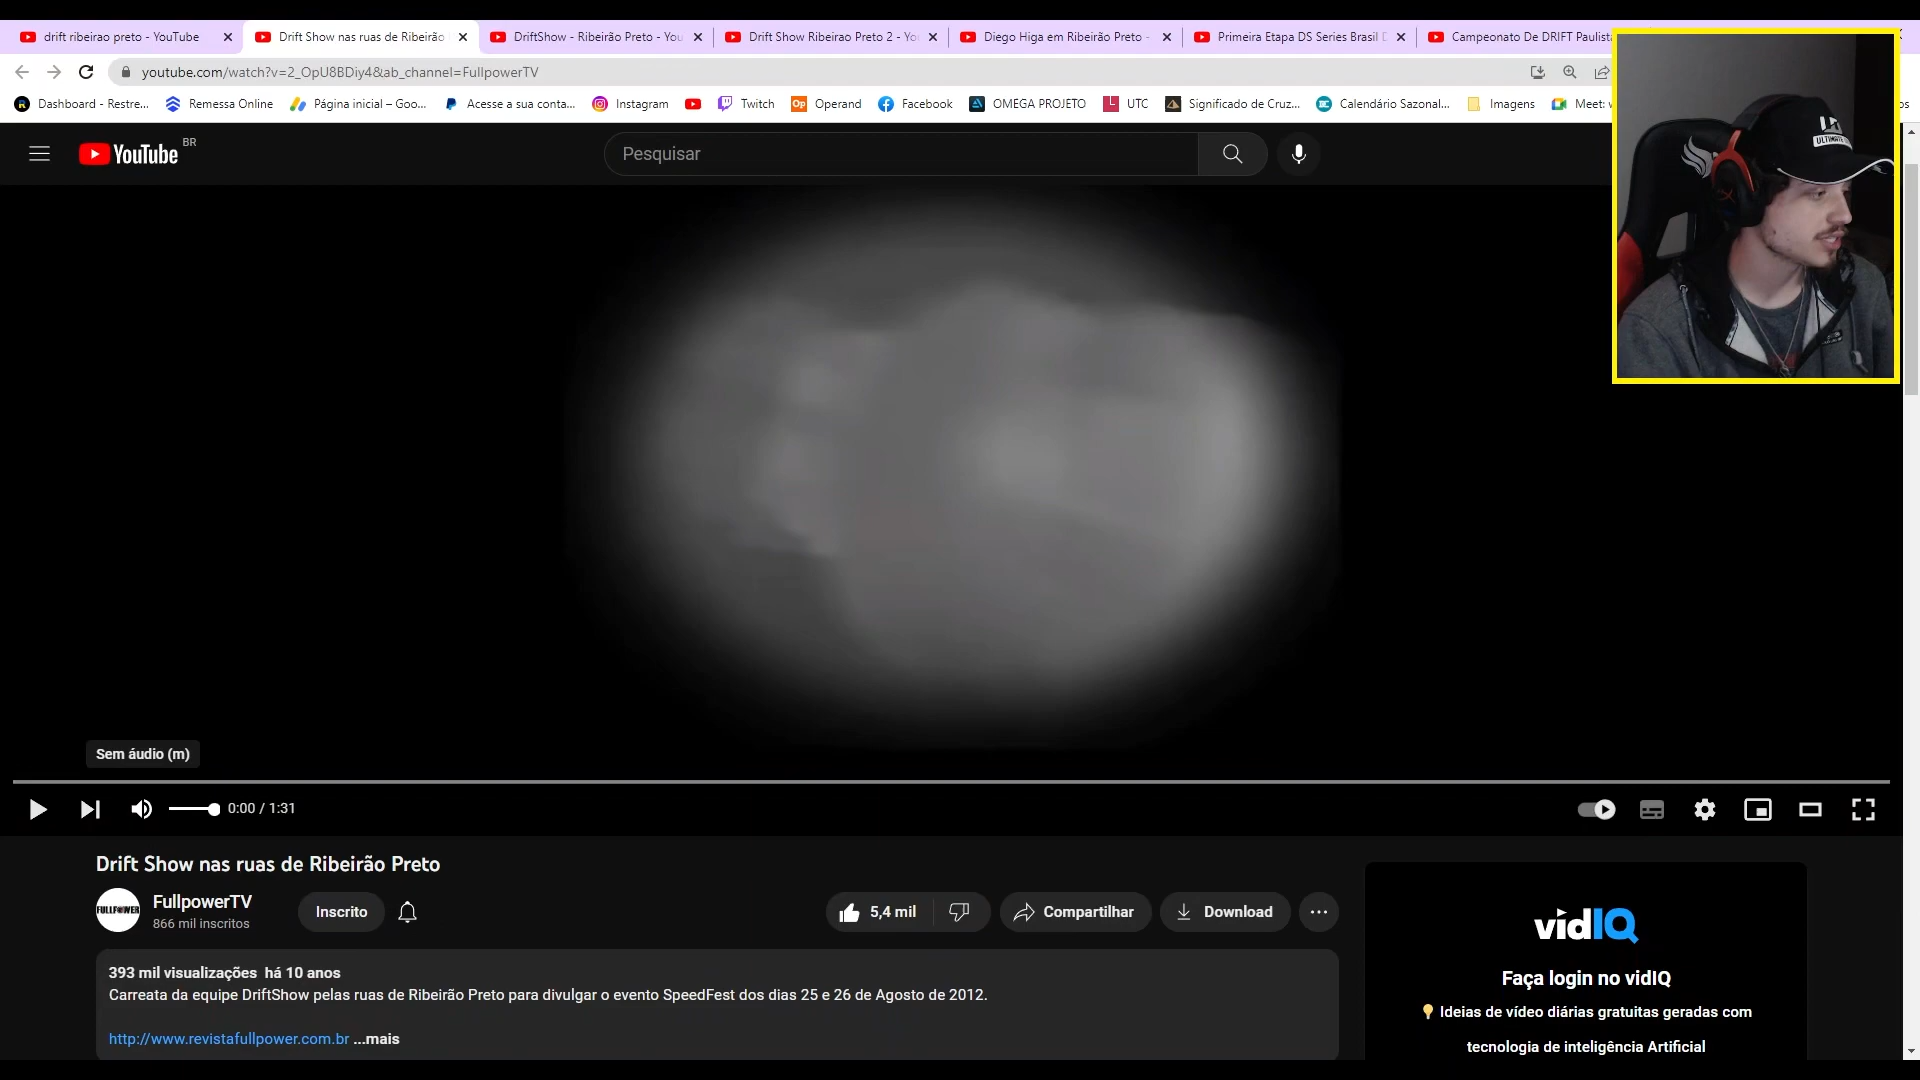 drift ribeirao preto - YouTube
Drift Show nas ruas de Ribeirão
DriftShow - Ribeirão Preto - You
Drift Show Ribeirao Preto 2 - Yo
Diego Higa em Ribeirão Preto -
Primeira Etapa DS Series Brasil
Campeonato De DRIFT Paulista
youtube.com/watch?v=2_OpU8BDiy4&ab_channel=FullpowerTV
Dashboard - Restre...
Remessa Online
Página inicial – Goo...
Acesse a sua conta...
Instagram
Twitch
Op Operand
Facebook
OMEGA PROJETO
UTC
Significado de Cruz...
Calendário Sazonal...
Imagens
Meet:
YouTube BR
Pesquisar
ULTIMATE
Sem áudio (m)
0:00 / 1:31
Drift Show nas ruas de Ribeirão Preto
FULLPOWER
FullpowerTV
866 mil inscritos
Inscrito
5,4 mil
Compartilhar
Download
393 mil visualizações há 10 anos
Carreata da equipe DriftShow pelas ruas de Ribeirão Preto para divulgar o evento SpeedFest dos dias 25 e 26 de Agosto de 2012.
http://www.revistafullpower.com.br ...mais
vidIQ
Faça login no vidIQ
Ideias de vídeo diárias gratuitas geradas com
tecnologia de inteligência Artificial